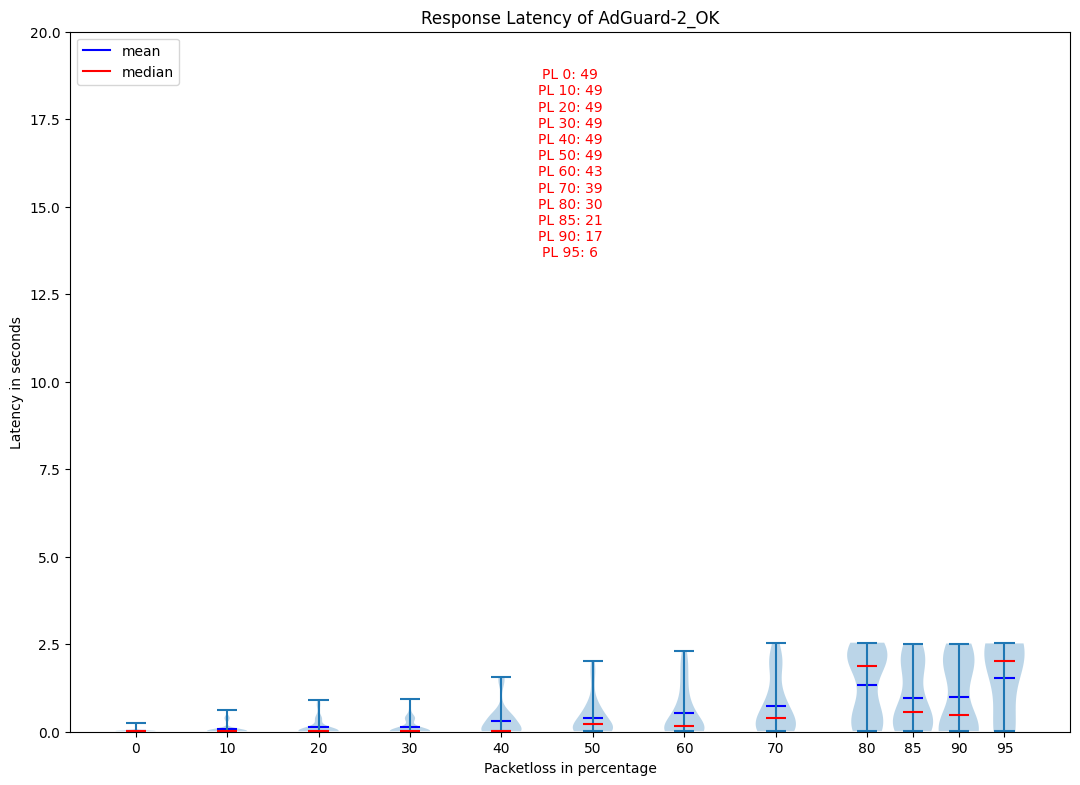 Response Latency of AdGuard-2_OK
mean
median
PL 0: 49
PL 10: 49
PL 20: 49
PL 30: 49
PL 40: 49
PL 50: 49
PL 60: 43
PL 70: 39
PL 80: 30
PL 85: 21
PL 90: 17
PL 95: 6
20.0
17.5
15.0
12.5
10.0
7.5
5.0
2.5
0.0
Latency in seconds
0 10 20 30 40 50 60 70 80 85 90 95
Packetloss in percentage